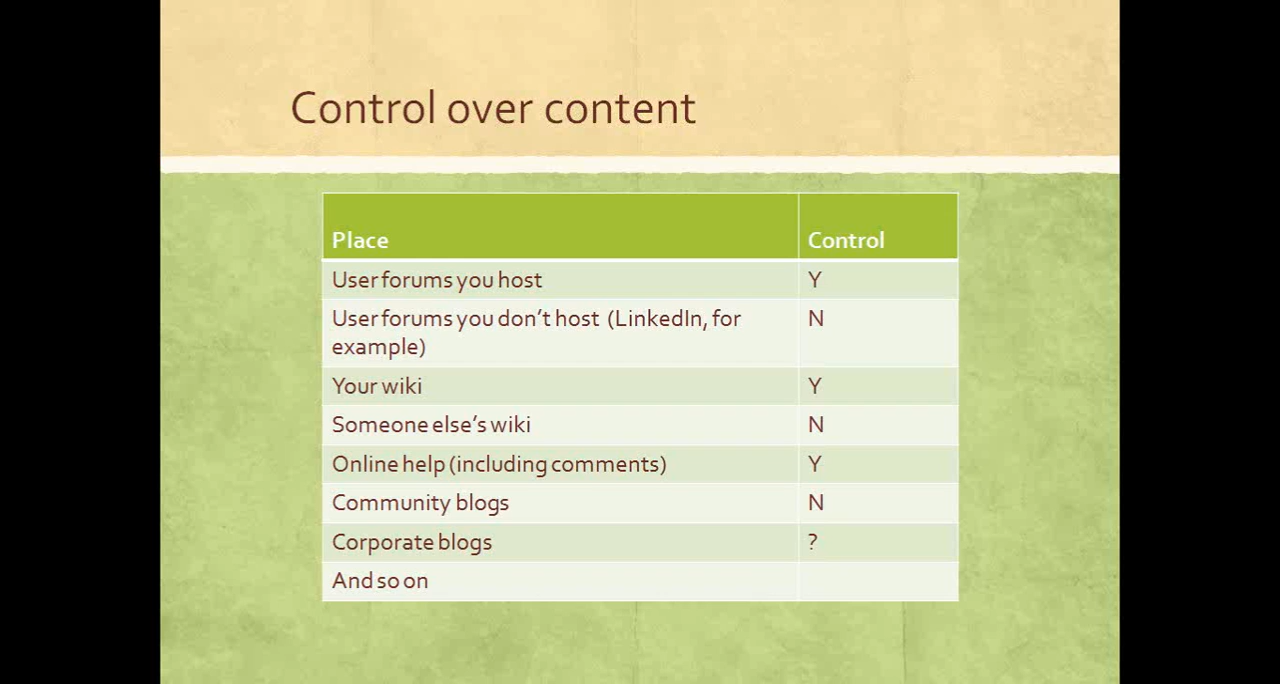 Control over content
Place Control
User forums you host Y
User forums you don’t host (LinkedIn, for N
example)
Your wiki Y
Someone else’s wiki N
Online help (including comments) Y
Community blogs N
Corporate blogs ?
And so on